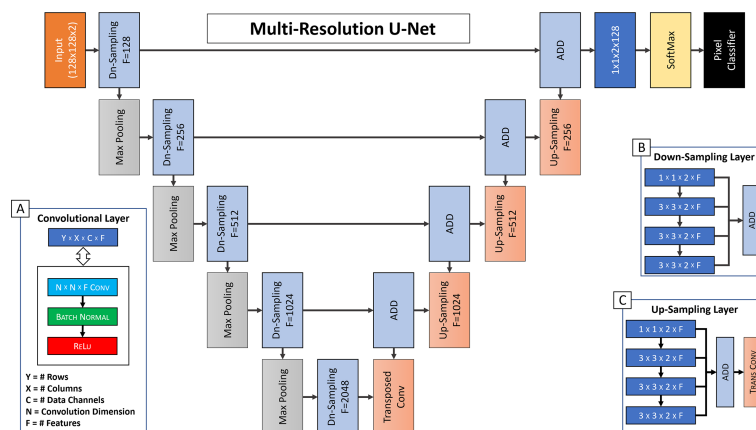 Multi-Resolution U-Net
Input
(128x128x2)
Dn-Sampling
F=128
ADD
1x1x2x128
SoftMax
Pixel
Classifier
Max Pooling
Dn-Sampling
F=256
ADD
Up-Sampling
F=256
Max Pooling
Dn-Sampling
F=512
ADD
Up-Sampling
F=512
Max Pooling
Dn-Sampling
F=1024
ADD
Up-Sampling
F=1024
Max Pooling
Dn-Sampling
F=2048
Transposed
Conv
A
Convolutional Layer
Y x X x C x F
N x N x F CONV
BATCH NORMAL
RELU
Y = # Rows
X = # Columns
C = # Data Channels
N = Convolution Dimension
F = # Features
B
Down-Sampling Layer
1 x 1 x 2 x F
3 x 3 x 2 x F
3 x 3 x 2 x F
3 x 3 x 2 x F
ADD
C
Up-Sampling Layer
1 x 1 x 2 x F
3 x 3 x 2 x F
3 x 3 x 2 x F
3 x 3 x 2 x F
ADD
TRANS CONV